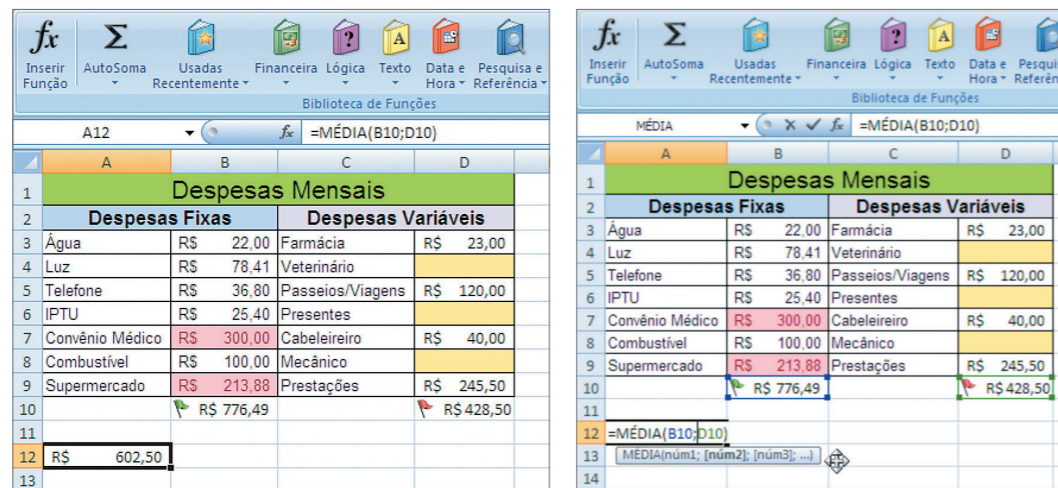 Inserir Função AutoSoma Usadas Recentemente Financeira Lógica Texto Data e Hora Pesquisa e Referência
Biblioteca de Funções
A12 fx =MÉDIA(B10;D10)
A B C D
1 Despesas Mensais
2 Despesas Fixas Despesas Variáveis
3 Água R$ 22,00 Farmácia R$ 23,00
4 Luz R$ 78,41 Veterinário
5 Telefone R$ 36,80 Passeios/Viagens R$ 120,00
6 IPTU R$ 25,40 Presentes
7 Convênio Médico R$ 300,00 Cabeleireiro R$ 40,00
8 Combustível R$ 100,00 Mecânico
9 Supermercado R$ 213,88 Prestações R$ 245,50
10 R$ 776,49 R$ 428,50
11
12 R$ 602,50
13
Inserir Função AutoSoma Usadas Recentemente Financeira Lógica Texto Data e Hora Pesqui Referên
Biblioteca de Funções
MÉDIA fx =MÉDIA(B10;D10)
A B C D
1 Despesas Mensais
2 Despesas Fixas Despesas Variáveis
3 Água R$ 22,00 Farmácia R$ 23,00
4 Luz R$ 78,41 Veterinário
5 Telefone R$ 36,80 Passeios/Viagens R$ 120,00
6 IPTU R$ 25,40 Presentes
7 Convênio Médico R$ 300,00 Cabeleireiro R$ 40,00
8 Combustível R$ 100,00 Mecânico
9 Supermercado R$ 213,88 Prestações R$ 245,50
10 R$ 776,49 R$ 428,50
11
12 =MÉDIA(B10;D10)
13 MÉDIA(núm1; [núm2]; [núm3]; ...)
14